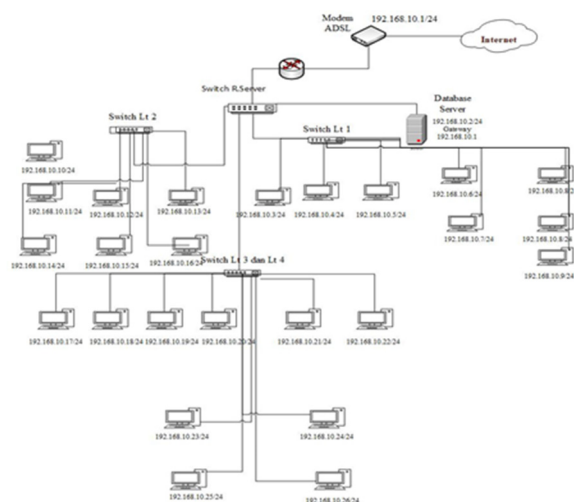 Modem
ADSL
192.168.10.1/24
Internet
Switch R.Server
Switch Lt 2
Database
Server
192.168.10.2/24
Gateway
192.168.10.1
Switch Lt 1
192.168.10.10/24
192.168.10.11/24
192.168.10.12/24
192.168.10.13/24
192.168.10.3/24
192.168.10.4/24
192.168.10.5/24
192.168.10.6/24
192.168.10.8/2
192.168.10.7/24
192.168.10.8/24
192.168.10.14/24
192.168.10.15/24
192.168.10.16/24
192.168.10.9/24
Switch Lt 3 dan Lt 4
192.168.10.17/24
192.168.10.18/24
192.168.10.19/24
192.168.10.20/24
192.168.10.21/24
192.168.10.22/24
192.168.10.23/24
192.168.10.24/24
192.168.10.25/24
192.168.10.26/24